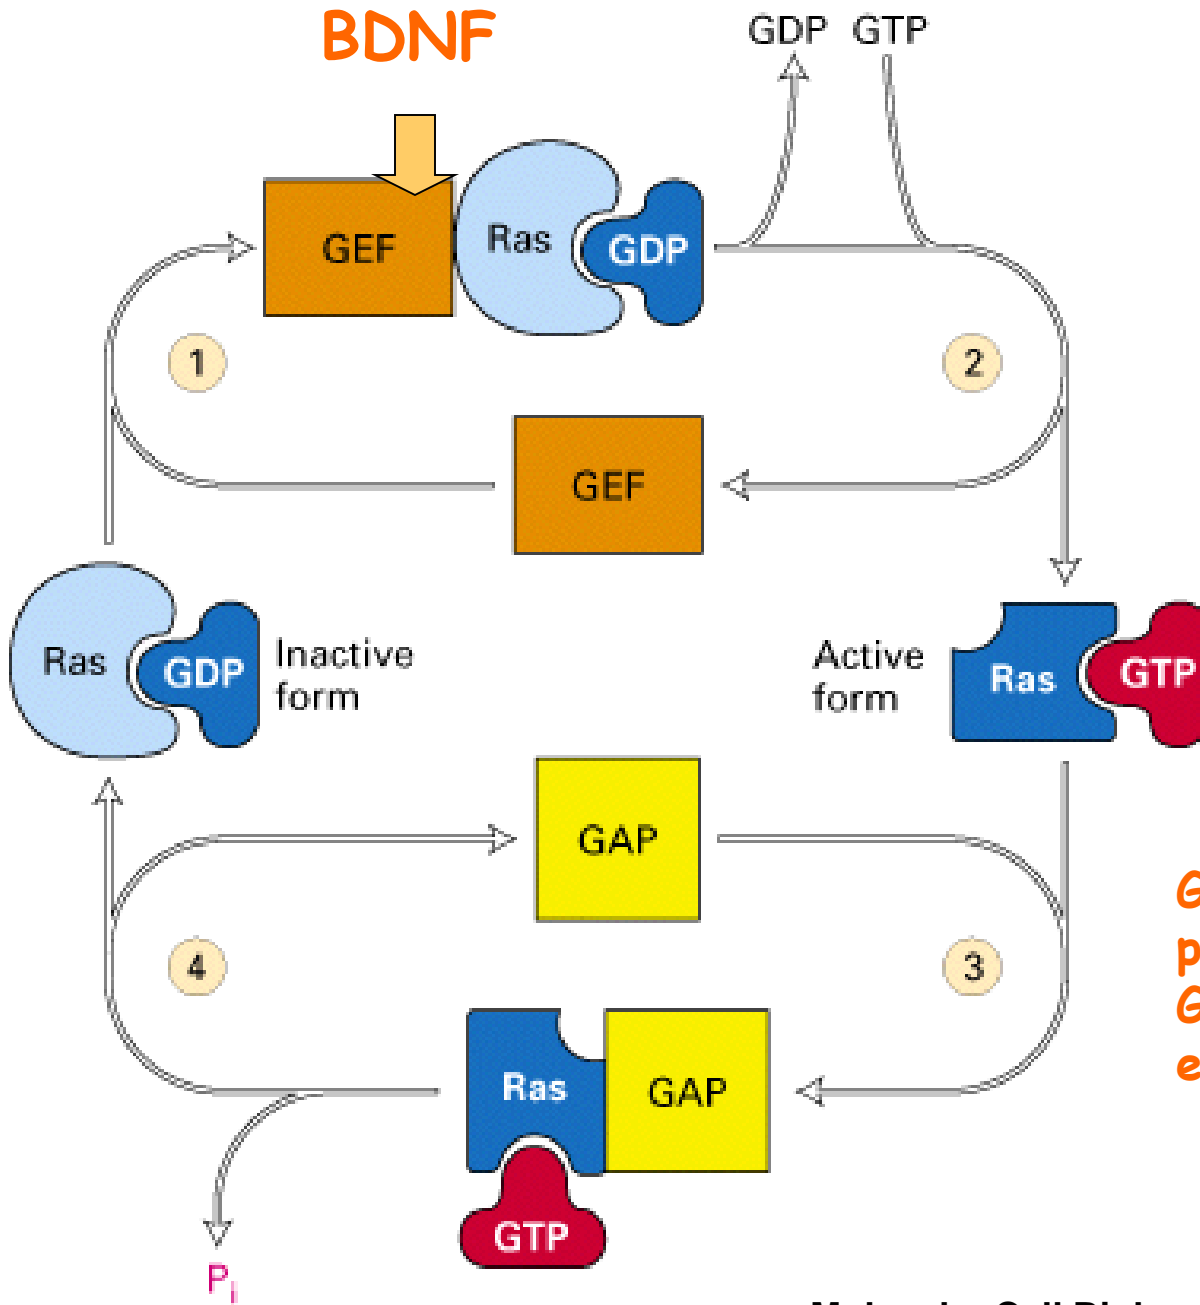 BDNF
GDP GTP
GEF
Ras
GDP
1
2
GEF
Ras
GDP
Inactive
form
Active
form
Ras
GTP
GAP
4
3
Ras
GAP
GTP
Pi